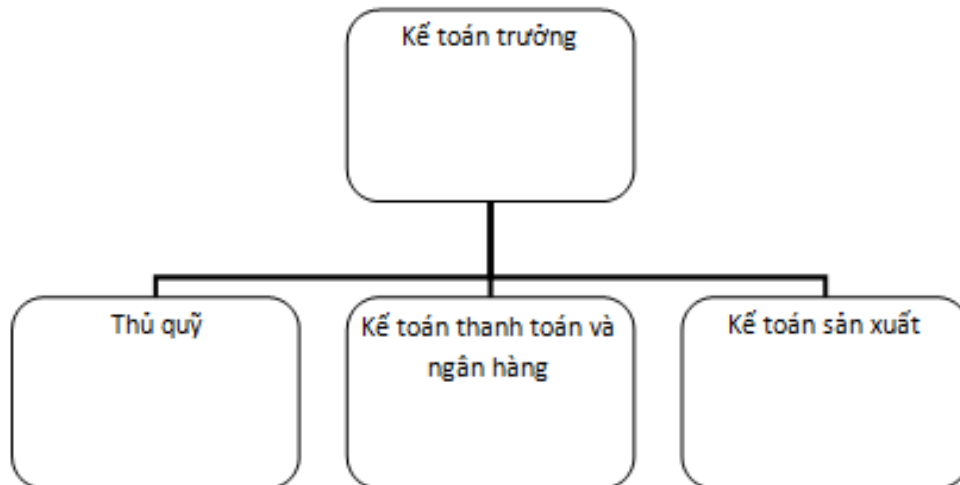 Kế toán trưởng
Thủ quỹ
Kế toán thanh toán và
ngân hàng
Kế toán sản xuất